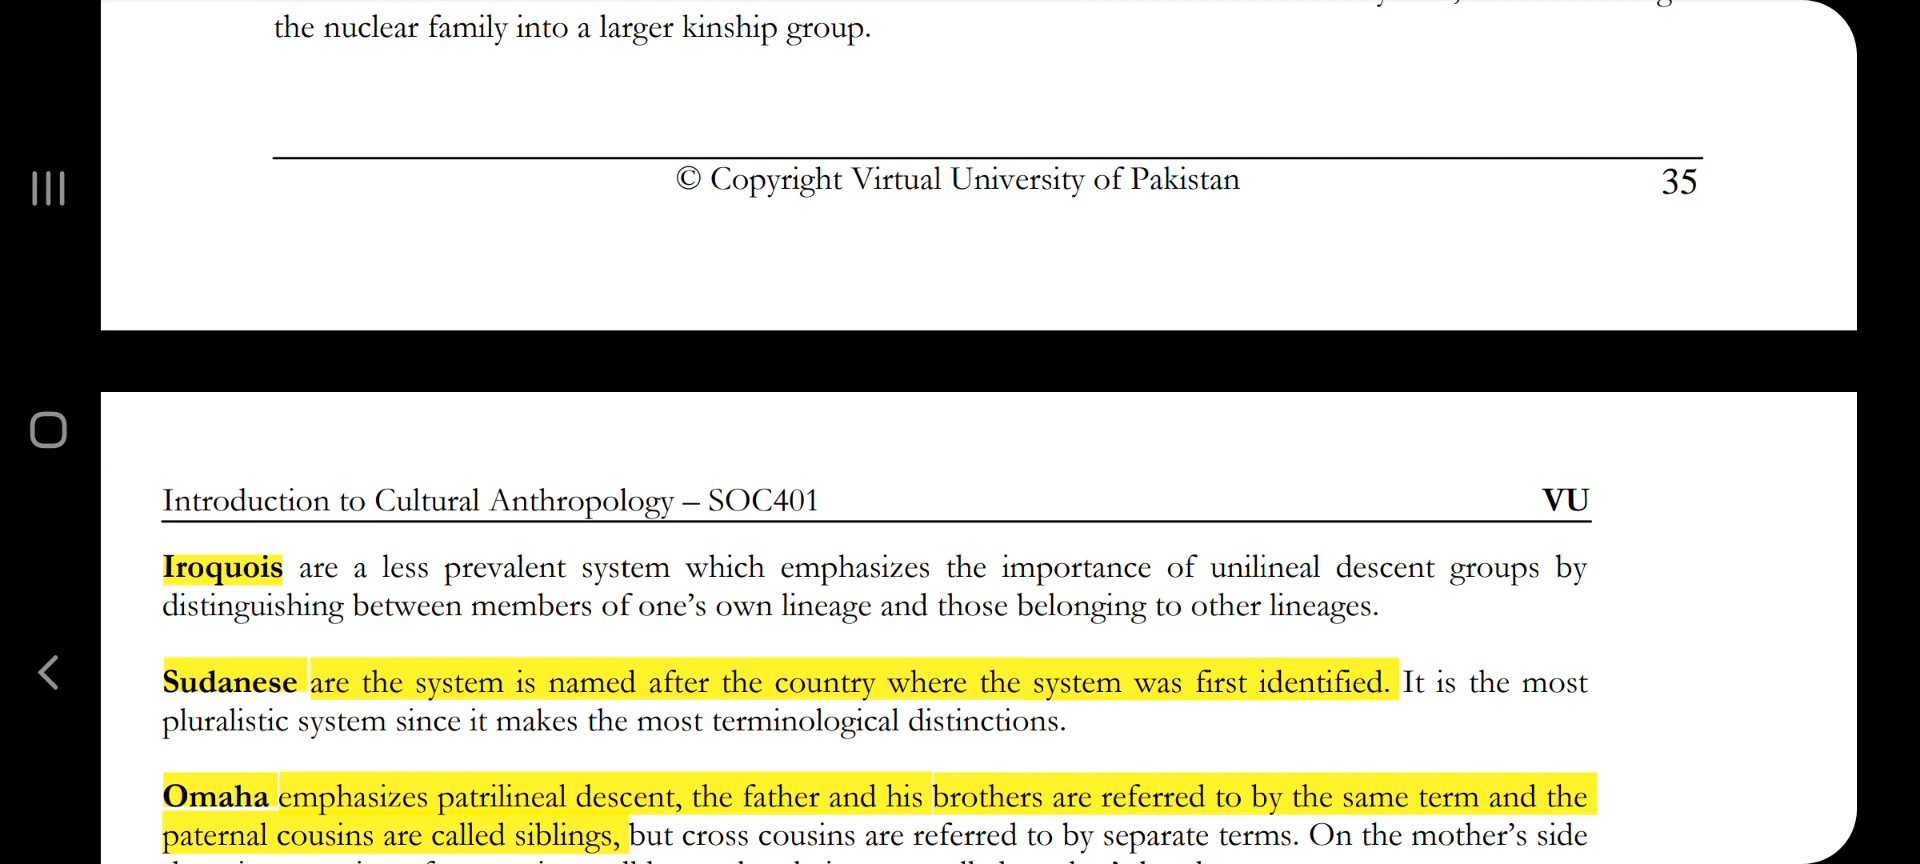 the nuclear family into a larger kinship group.
© Copyright Virtual University of Pakistan 35
Introduction to Cultural Anthropology – SOC401 VU
Iroquois are a less prevalent system which emphasizes the importance of unilineal descent groups by
distinguishing between members of one’s own lineage and those belonging to other lineages.
Sudanese are the system is named after the country where the system was first identified. It is the most
pluralistic system since it makes the most terminological distinctions.
Omaha emphasizes patrilineal descent, the father and his brothers are referred to by the same term and the
paternal cousins are called siblings, but cross cousins are referred to by separate terms. On the mother’s side